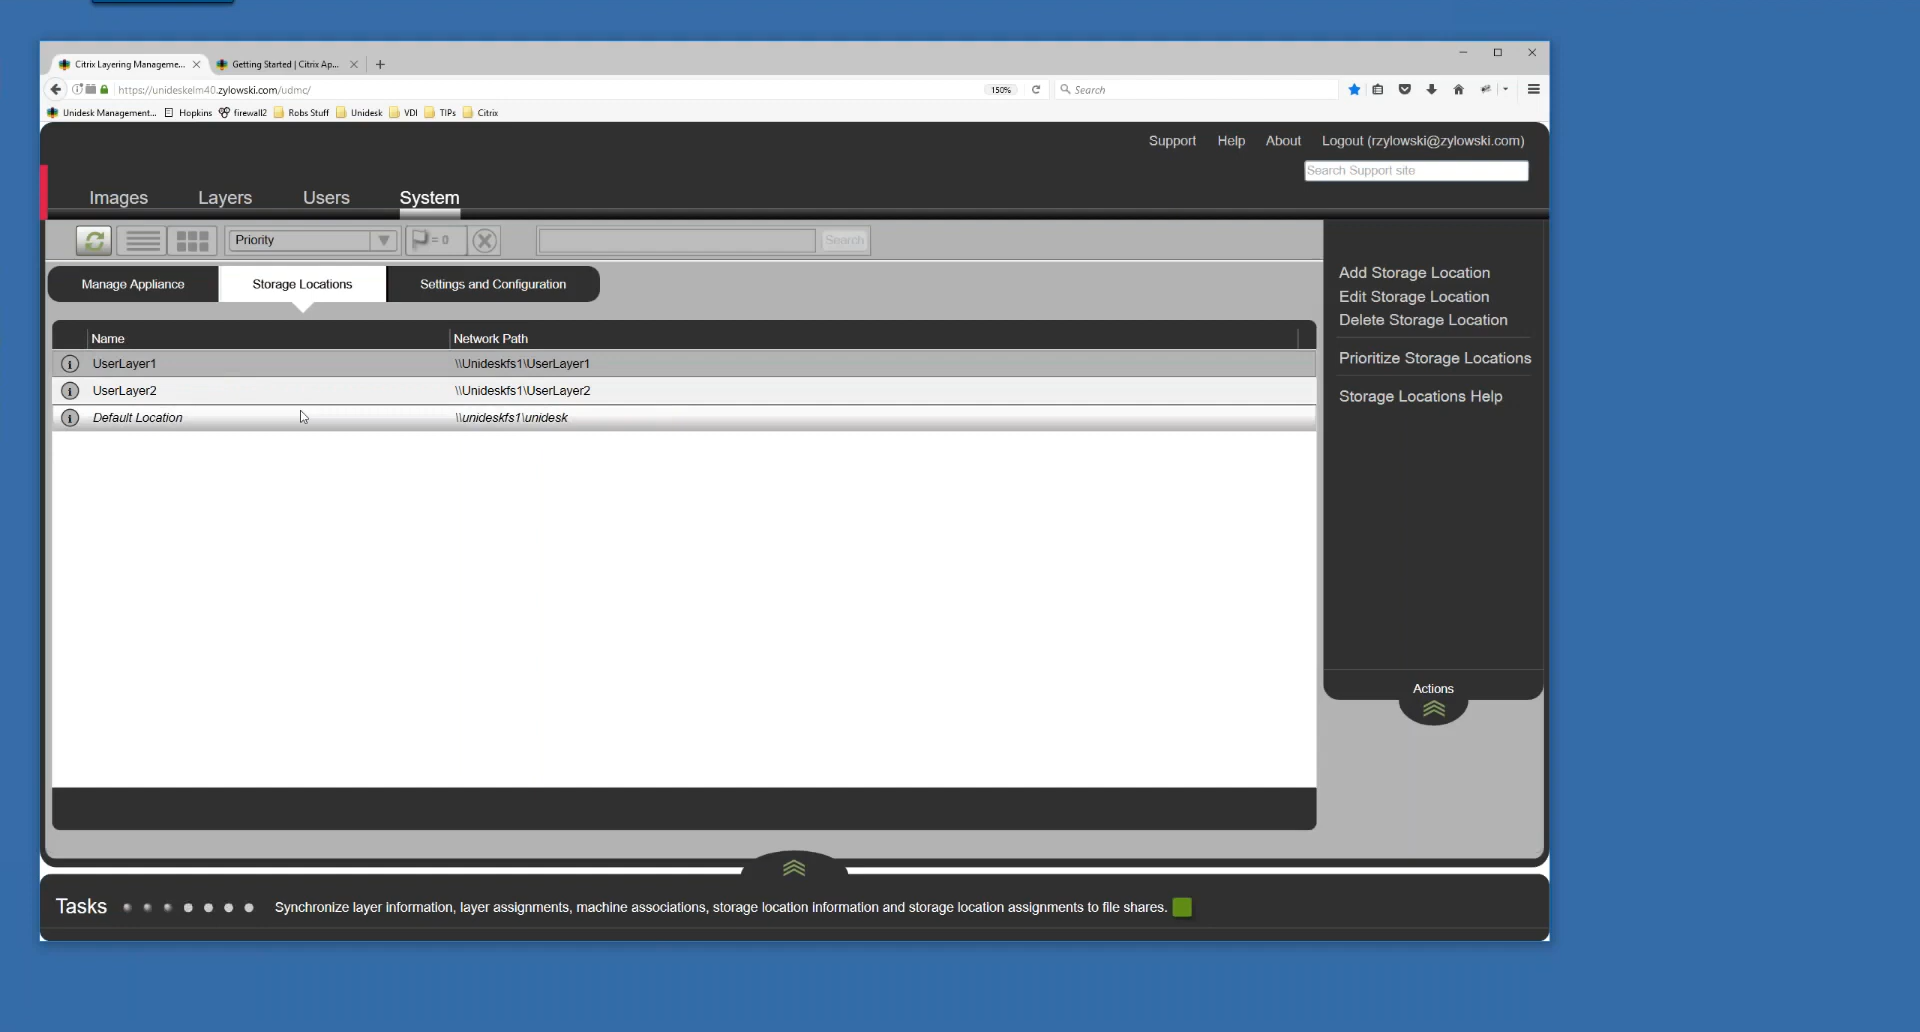 Citrix Layering Manageme...
Getting Started | Citrix Ap...
https://unideskelm40.zylowski.com/udmc/
150%
Search
Unidesk Management...
Hopkins
firewall2
Robs Stuff
Unidesk
VDI
TIPs
Citrix
Support
Help
About
Logout (rzylowski@zylowski.com)
Search Support site
Images
Layers
Users
System
Priority
= 0
Search
Manage Appliance
Storage Locations
Settings and Configuration
Name
Network Path
UserLayer1
\\Unideskfs1\UserLayer1
UserLayer2
\\Unideskfs1\UserLayer2
Default Location
\\unideskfs1\unidesk
Add Storage Location
Edit Storage Location
Delete Storage Location
Prioritize Storage Locations
Storage Locations Help
Actions
Tasks
Synchronize layer information, layer assignments, machine associations, storage location information and storage location assignments to file shares.